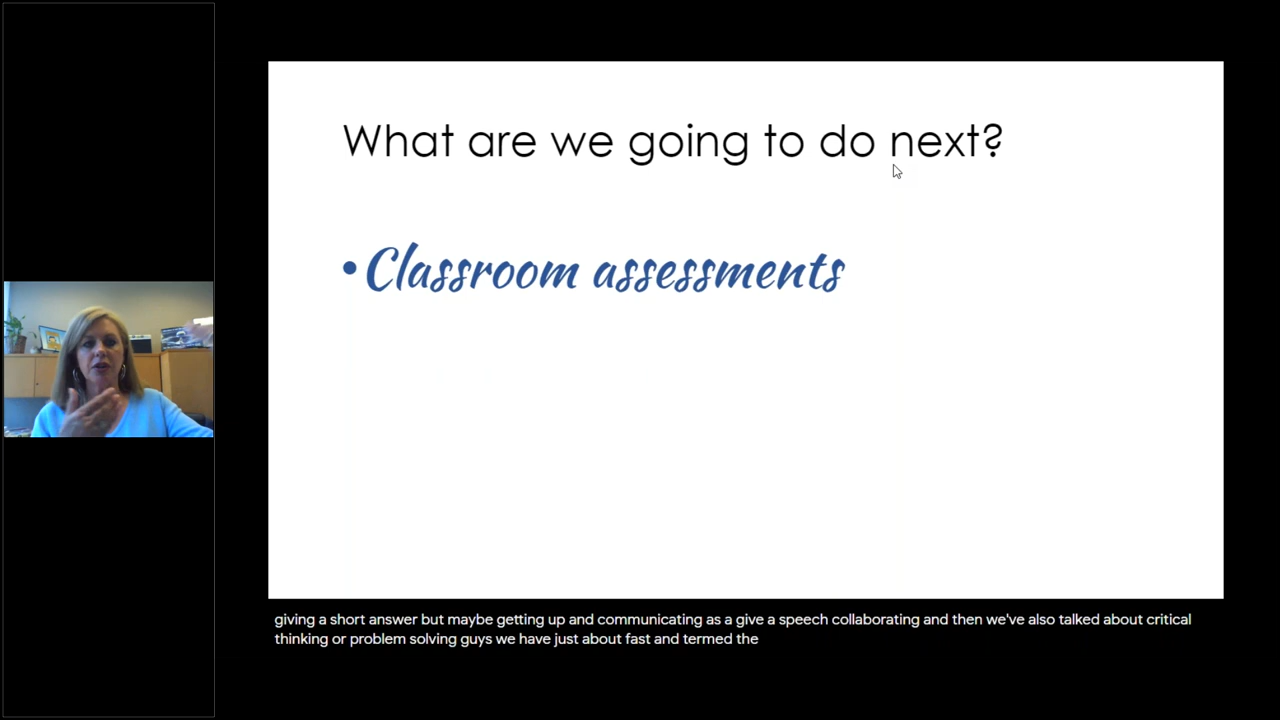 What are we going to do next?
• Classroom assessments
giving a short answer but maybe getting up and communicating as a give a speech collaborating and then we've also talked about critical
thinking or problem solving guys we have just about fast and termed the